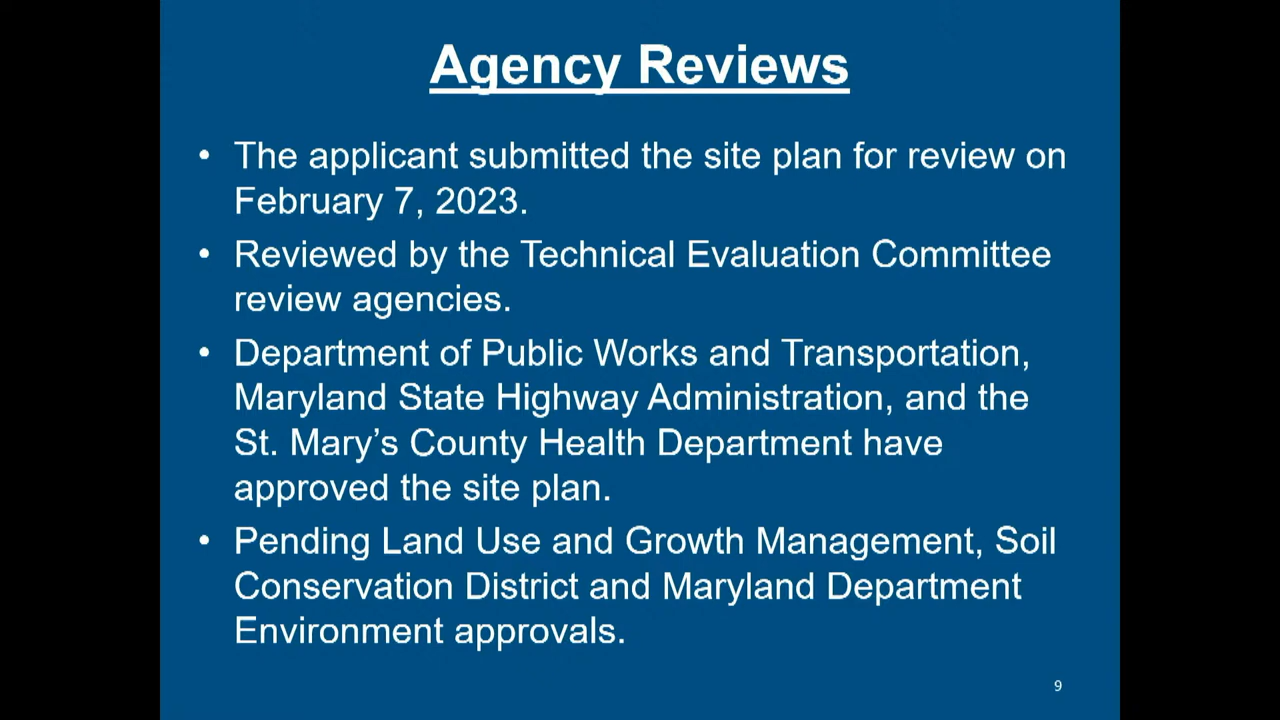 Agency Reviews
• The applicant submitted the site plan for review on
February 7, 2023.
• Reviewed by the Technical Evaluation Committee
review agencies.
• Department of Public Works and Transportation,
Maryland State Highway Administration, and the
St. Mary’s County Health Department have
approved the site plan.
• Pending Land Use and Growth Management, Soil
Conservation District and Maryland Department
Environment approvals.
9